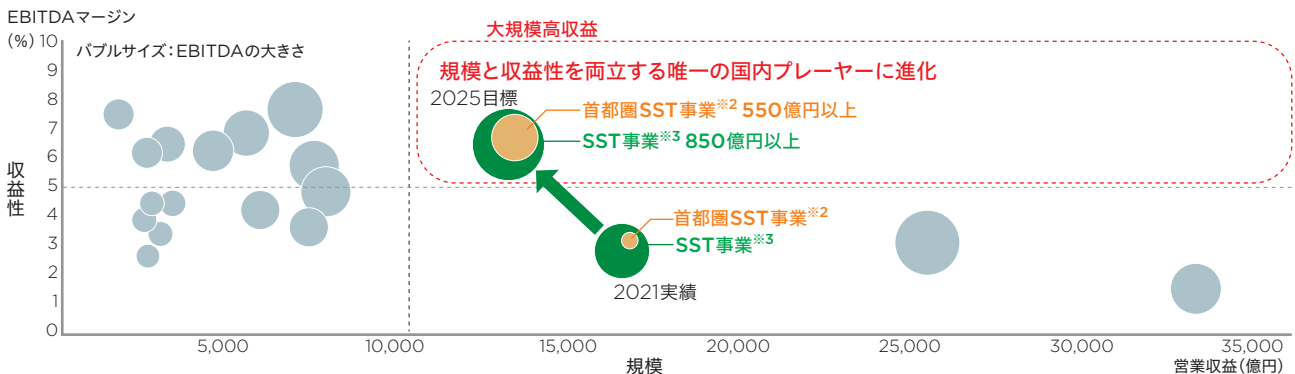 EBITDAマージン
(%)
バブルサイズ：EBITDAの大きさ
大規模高収益
規模と収益性を両立する唯一の国内プレーヤーに進化
2025目標
首都圏SST事業※2 550億円以上
SST事業※3 850億円以上
首都圏SST事業※2
SST事業※3
2021実績
収益性
10
9
8
7
6
5
4
3
2
1
0
5,000
10,000
15,000
20,000
25,000
30,000
35,000
規模
営業収益(億円)